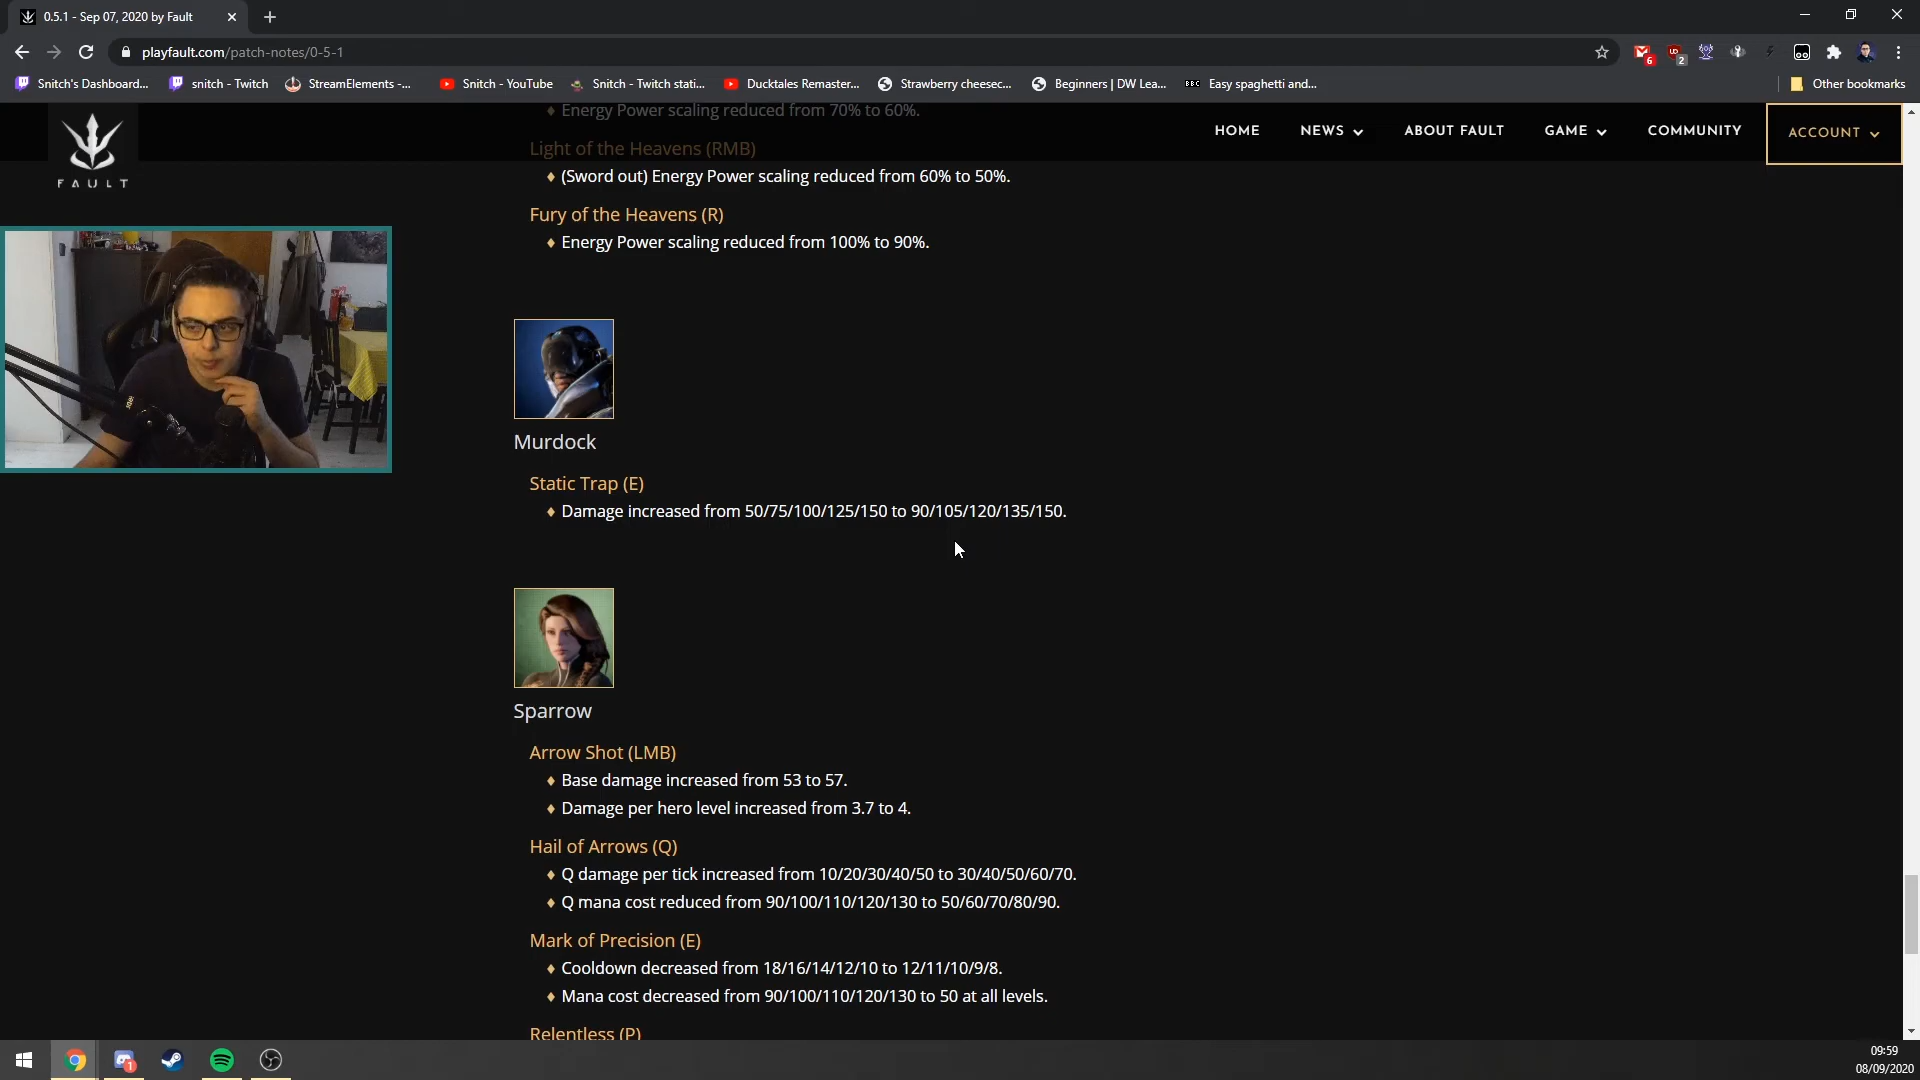 0.5.1 - Sep 07, 2020 by Fault
playfault.com/patch-notes/0-5-1
6
2
Snitch's Dashboard...
snitch - Twitch
StreamElements -...
Snitch - YouTube
Snitch - Twitch stati...
Ducktales Remaster...
Strawberry cheesec...
Beginners | DW Lea...
BBC
Easy spaghetti and...
Other bookmarks
FAULT
HOME
NEWS
ABOUT FAULT
GAME
COMMUNITY
ACCOUNT
Energy Power scaling reduced from 70% to 60%.
Light of the Heavens (RMB)
(Sword out) Energy Power scaling reduced from 60% to 50%.
Fury of the Heavens (R)
Energy Power scaling reduced from 100% to 90%.
Murdock
Static Trap (E)
Damage increased from 50/75/100/125/150 to 90/105/120/135/150.
Sparrow
Arrow Shot (LMB)
Base damage increased from 53 to 57.
Damage per hero level increased from 3.7 to 4.
Hail of Arrows (Q)
Q damage per tick increased from 10/20/30/40/50 to 30/40/50/60/70.
Q mana cost reduced from 90/100/110/120/130 to 50/60/70/80/90.
Mark of Precision (E)
Cooldown decreased from 18/16/14/12/10 to 12/11/10/9/8.
Mana cost decreased from 90/100/110/120/130 to 50 at all levels.
Relentless (P)
1
09:59
08/09/2020